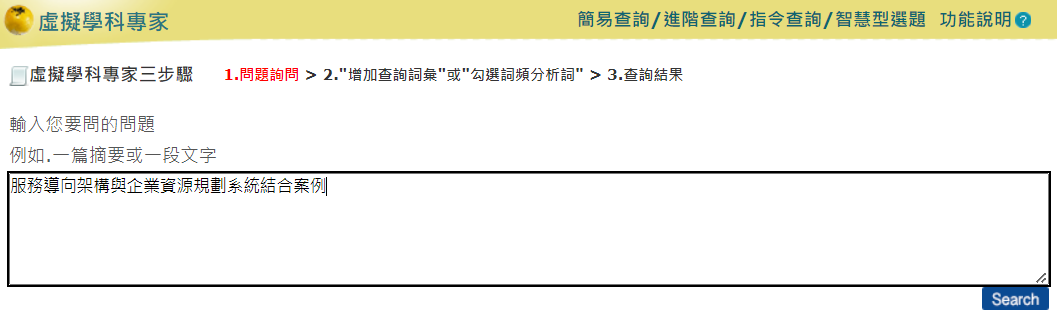 虛擬學科專家
簡易查詢/進階查詢/指令查詢/智慧型選題 功能說明?
虛擬學科專家三步驟 1.問題詢問 > 2."增加查詢詞彙"或"勾選詞頻分析詞" > 3.查詢結果
輸入您要問的問題
例如.一篇摘要或一段文字
服務導向架構與企業資源規劃系統結合案例
Search